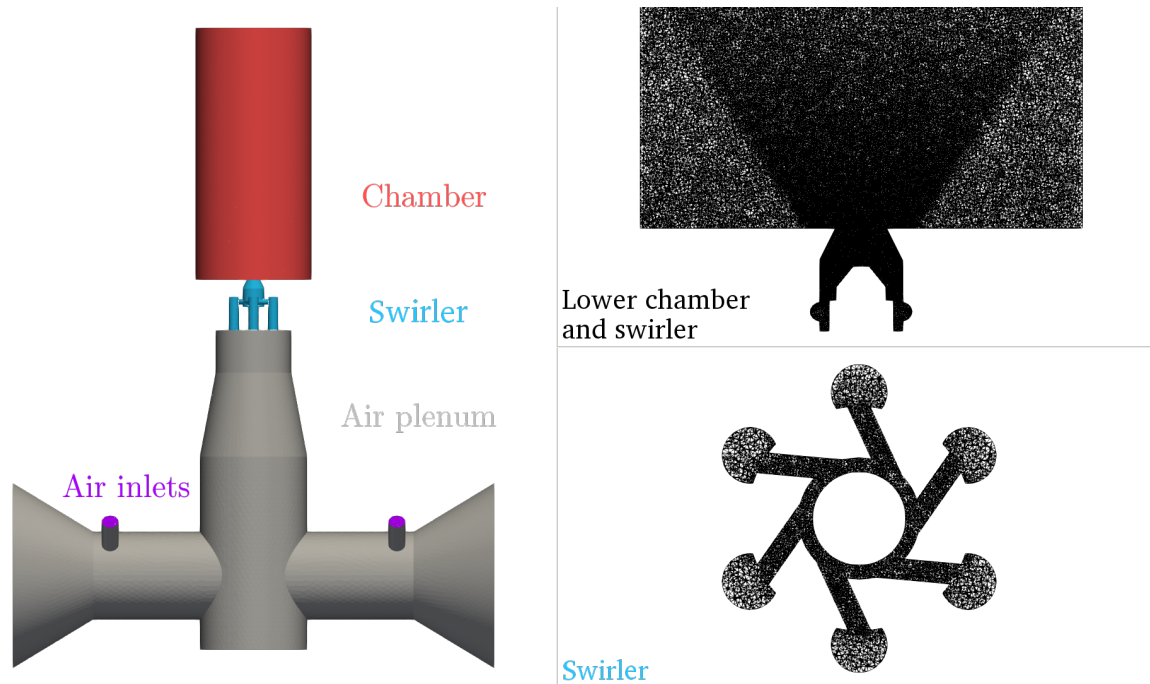 Chamber
Swirler
Air plenum
Air inlets
Lower chamber
and swirler
Swirler